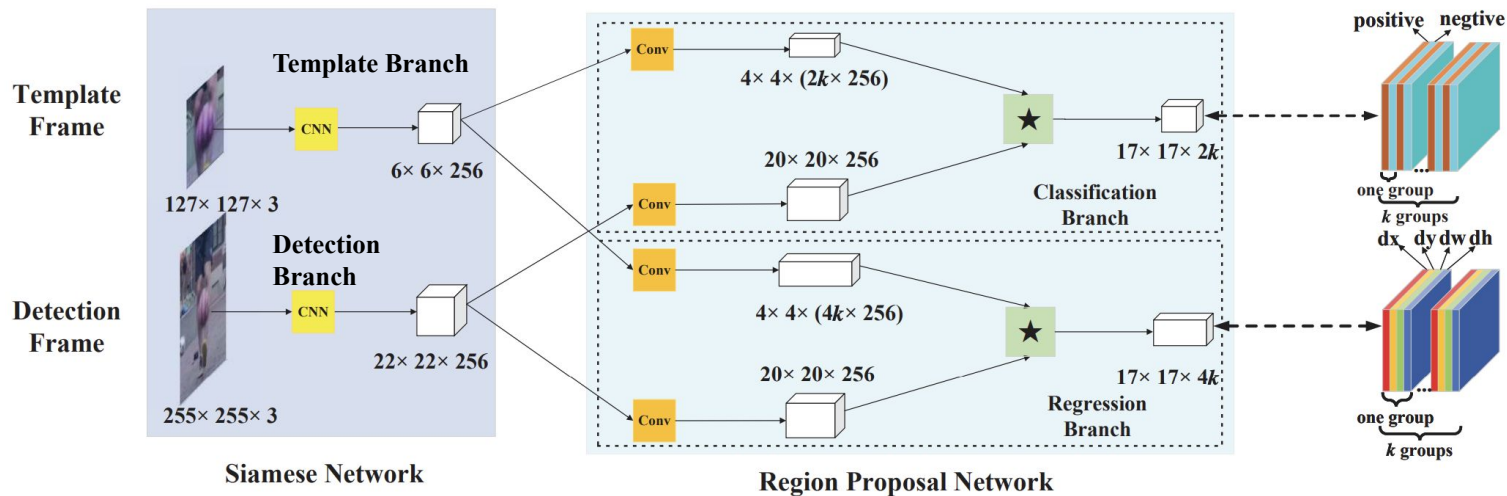 Template
Frame
Detection
Frame
Template Branch
CNN
6× 6× 256
127× 127× 3
Detection
Branch
CNN
22× 22× 256
255× 255× 3
Siamese Network
Conv
4× 4× (2k× 256)
20× 20× 256
Conv
★
17× 17× 2k
Classification
Branch
Conv
4× 4× (4k× 256)
20× 20× 256
Conv
★
17× 17× 4k
Regression
Branch
Region Proposal Network
positive negtive
...
one group
k groups
dx dy dw dh
...
one group
k groups